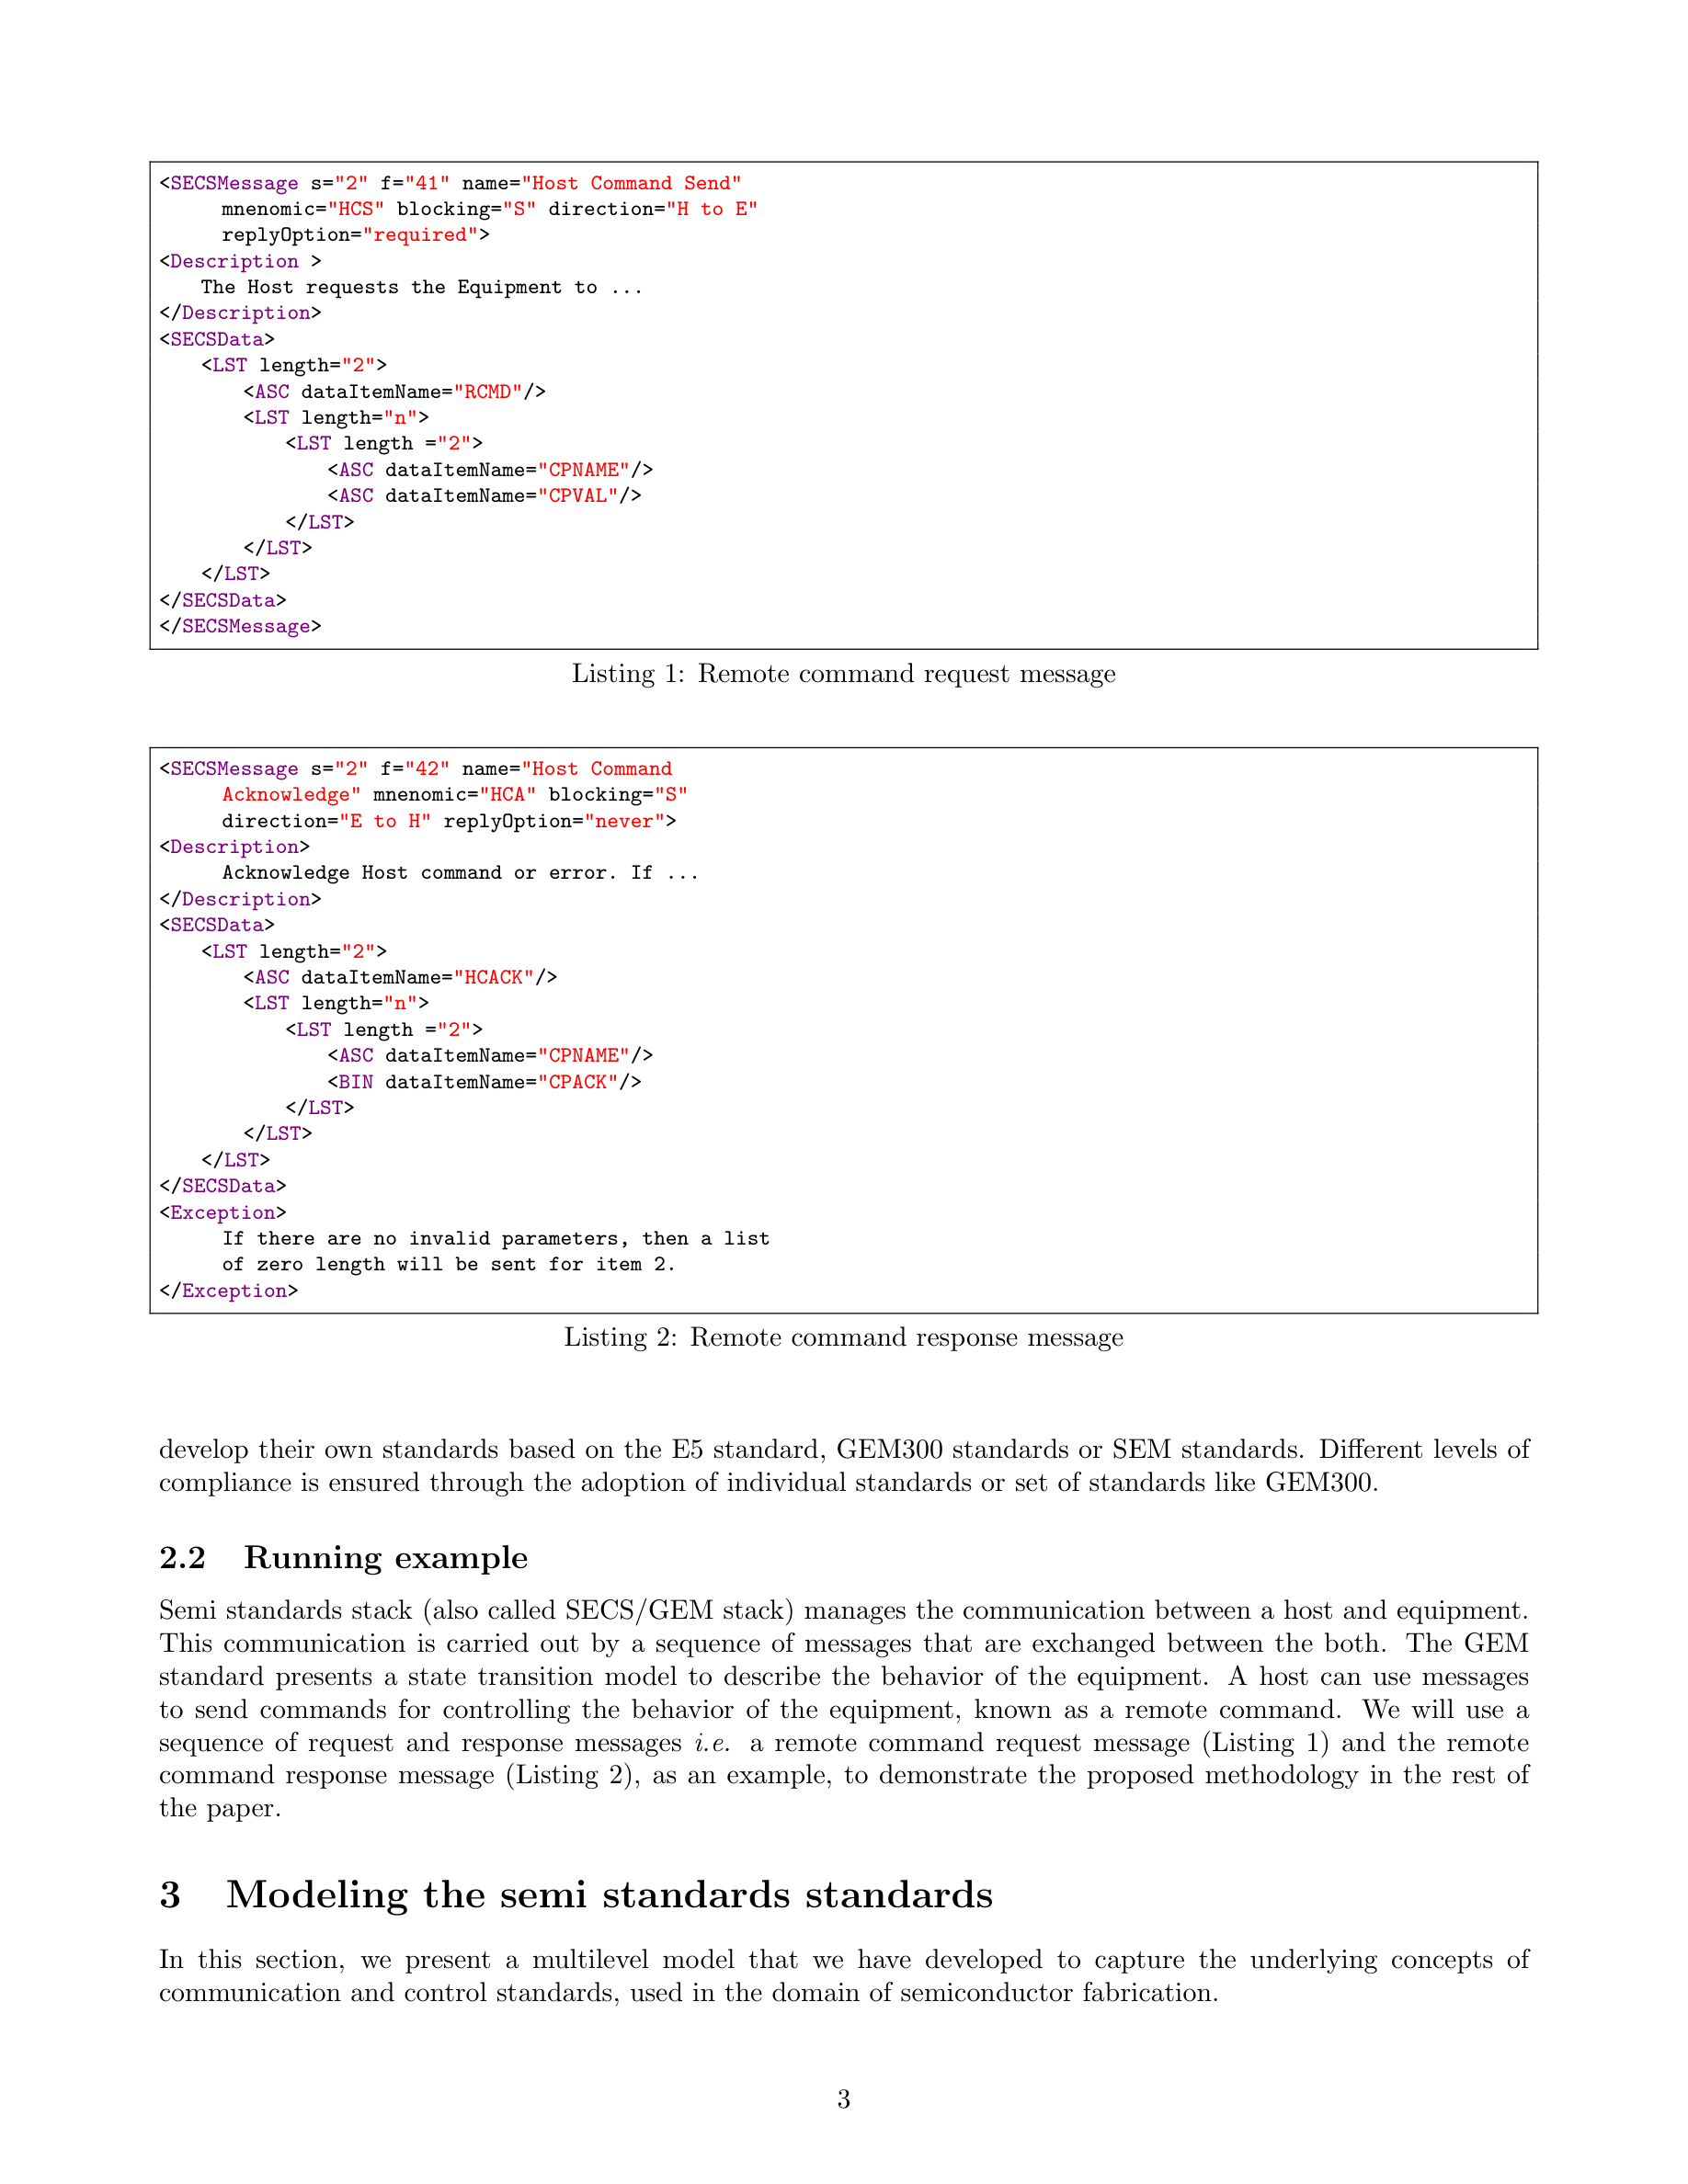 <SECSMessage s="2" f="41" name="Host Command Send"
mnenomic="HCS" blocking="S" direction="H to E"
replyOption="required">
<Description >
The Host requests the Equipment to ...
</Description>
<SECSData>
<LST length="2">
<ASC dataItemName="RCMD"/>
<LST length="n">
<LST length ="2">
<ASC dataItemName="CPNAME"/>
<ASC dataItemName="CPVAL"/>
</LST>
</LST>
</LST>
</SECSData>
</SECSMessage>
Listing 1: Remote command request message
<SECSMessage s="2" f="42" name="Host Command
Acknowledge" mnenomic="HCA" blocking="S"
direction="E to H" replyOption="never">
<Description>
Acknowledge Host command or error. If ...
</Description>
<SECSData>
<LST length="2">
<ASC dataItemName="HCACK"/>
<LST length="n">
<LST length ="2">
<ASC dataItemName="CPNAME"/>
<BIN dataItemName="CPACK"/>
</LST>
</LST>
</LST>
</SECSData>
<Exception>
If there are no invalid parameters, then a list
of zero length will be sent for item 2.
</Exception>
Listing 2: Remote command response message
develop their own standards based on the E5 standard, GEM300 standards or SEM standards. Different levels of
compliance is ensured through the adoption of individual standards or set of standards like GEM300.
2.2 Running example
Semi standards stack (also called SECS/GEM stack) manages the communication between a host and equipment.
This communication is carried out by a sequence of messages that are exchanged between the both. The GEM
standard presents a state transition model to describe the behavior of the equipment. A host can use messages
to send commands for controlling the behavior of the equipment, known as a remote command. We will use a
sequence of request and response messages i.e. a remote command request message (Listing 1) and the remote
command response message (Listing 2), as an example, to demonstrate the proposed methodology in the rest of
the paper.
3 Modeling the semi standards standards
In this section, we present a multilevel model that we have developed to capture the underlying concepts of
communication and control standards, used in the domain of semiconductor fabrication.
3